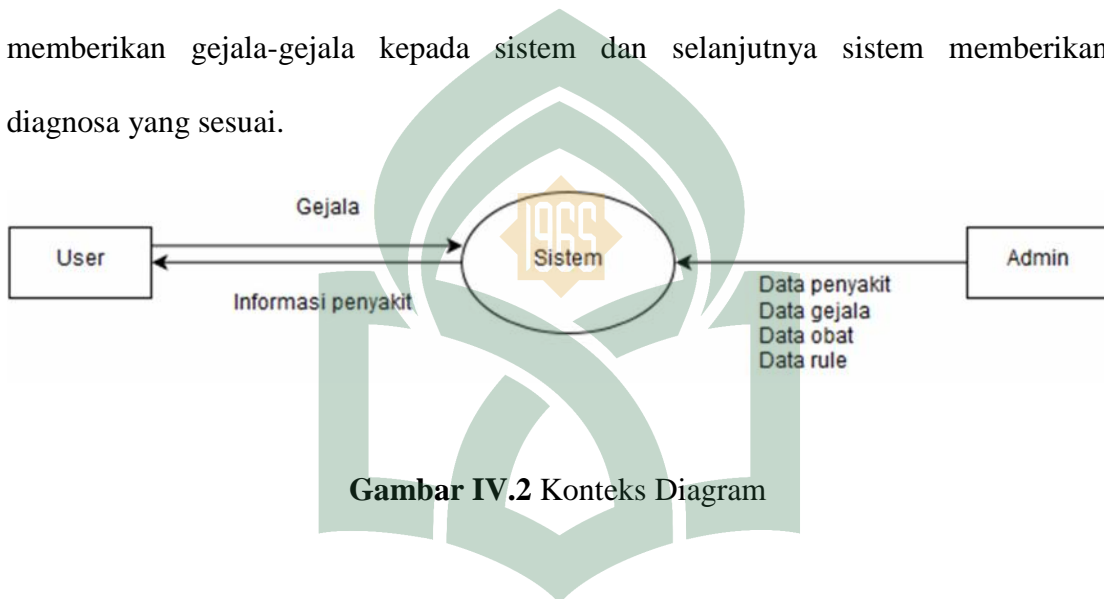 memberikan gejala-gejala kepada sistem dan selanjutnya sistem memberikan
diagnosa yang sesuai.
Gejala
1965
User
Sistem
Admin
Informasi penyakit
Data penyakit
Data gejala
Data obat
Data rule
Gambar IV.2 Konteks Diagram